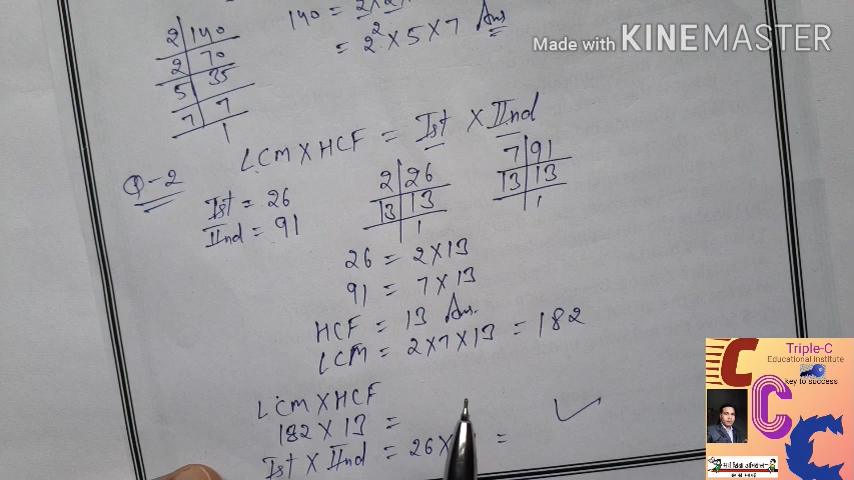 2 | 140
2 | 70
5 | 35
7 | 7
1
140 = 2×2×
= 2² × 5 × 7 Ans
Made with KINEMASTER
LCM × HCF = Ist × IInd
Q-2
Ist = 26
IInd = 91
2 | 26
13 | 13
1
7 | 91
13 | 13
1
26 = 2 × 13
91 = 7 × 13
HCF = 13 Ans.
LCM = 2 × 7 × 13 = 182
LCM × HCF
182 × 13 =
Ist × IInd = 26 × =
Triple-C
Educational Institute
key to success
C C C